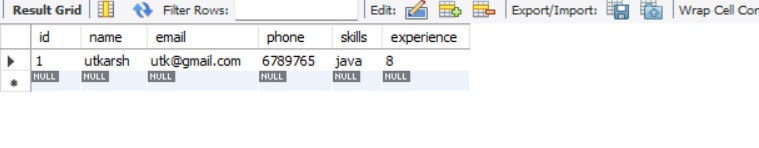 Result Grid Filter Rows: Edit: Export/Import: Wrap Cell Con
id name email phone skills experience
1 utkarsh utk@gmail.com 6789765 java 8
NULL NULL NULL NULL NULL NULL